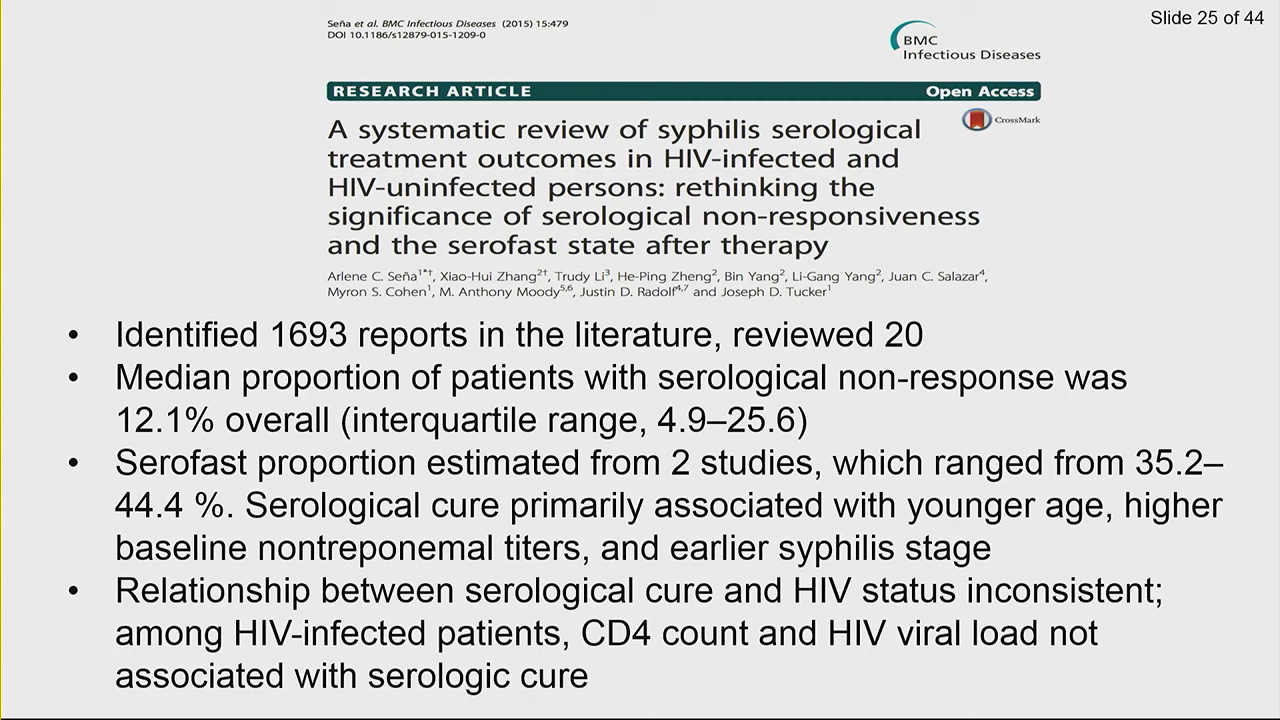 Slide 25 of 44
Seña et al. BMC Infectious Diseases (2015) 15:479
DOI 10.1186/s12879-015-1209-0
BMC
Infectious Diseases
RESEARCH ARTICLE
Open Access
CrossMark
A systematic review of syphilis serological
treatment outcomes in HIV-infected and
HIV-uninfected persons: rethinking the
significance of serological non-responsiveness
and the serofast state after therapy
Arlene C. Seña1*†, Xiao-Hui Zhang2†, Trudy Li3, He-Ping Zheng2, Bin Yang2, Li-Gang Yang2, Juan C. Salazar4,
Myron S. Cohen1, M. Anthony Moody5,6, Justin D. Radolf4,7 and Joseph D. Tucker1
• Identified 1693 reports in the literature, reviewed 20
• Median proportion of patients with serological non-response was
12.1% overall (interquartile range, 4.9–25.6)
• Serofast proportion estimated from 2 studies, which ranged from 35.2–
44.4 %. Serological cure primarily associated with younger age, higher
baseline nontreponemal titers, and earlier syphilis stage
• Relationship between serological cure and HIV status inconsistent;
among HIV-infected patients, CD4 count and HIV viral load not
associated with serologic cure